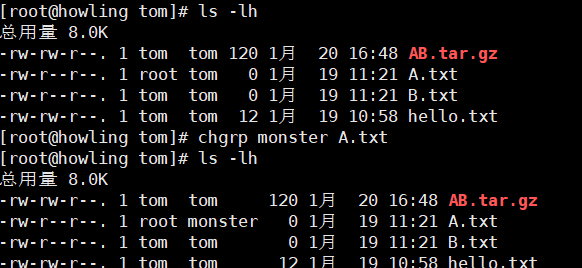 [root@howling tom]# ls -lh
总用量 8.0K
-rw-rw-r--. 1 tom  tom 120 1月  20 16:48 AB.tar.gz
-rw-r--r--. 1 root tom   0 1月  19 11:21 A.txt
-rw-r--r--. 1 tom  tom   0 1月  19 11:21 B.txt
-rw-rw-r--. 1 tom  tom  12 1月  19 10:58 hello.txt
[root@howling tom]# chgrp monster A.txt
[root@howling tom]# ls -lh
总用量 8.0K
-rw-rw-r--. 1 tom  tom     120 1月  20 16:48 AB.tar.gz
-rw-r--r--. 1 root monster   0 1月  19 11:21 A.txt
-rw-r--r--. 1 tom  tom       0 1月  19 11:21 B.txt
-rw-rw-r--. 1 tom  tom      12 1月  19 10:58 hello.txt